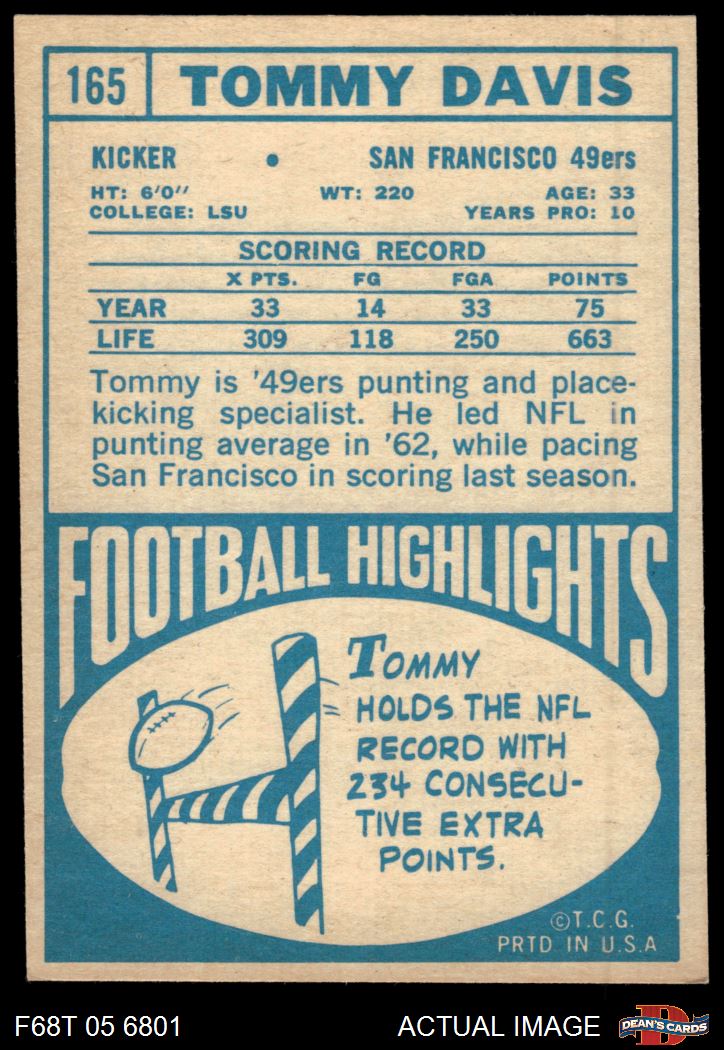 165 TOMMY DAVIS
KICKER • SAN FRANCISCO 49ers
HT: 6'0" WT: 220 AGE: 33
COLLEGE: LSU YEARS PRO: 10
SCORING RECORD
X PTS. FG FGA POINTS
YEAR 33 14 33 75
LIFE 309 118 250 663
Tommy is '49ers punting and place-
kicking specialist. He led NFL in
punting average in '62, while pacing
San Francisco in scoring last season.
FOOTBALL HIGHLIGHTS
TOMMY
HOLDS THE NFL
RECORD WITH
234 CONSECU-
TIVE EXTRA
POINTS.
©T.C.G.
PRTD IN U.S.A
F68T 05 6801 ACTUAL IMAGE D DEAN'S CARDS